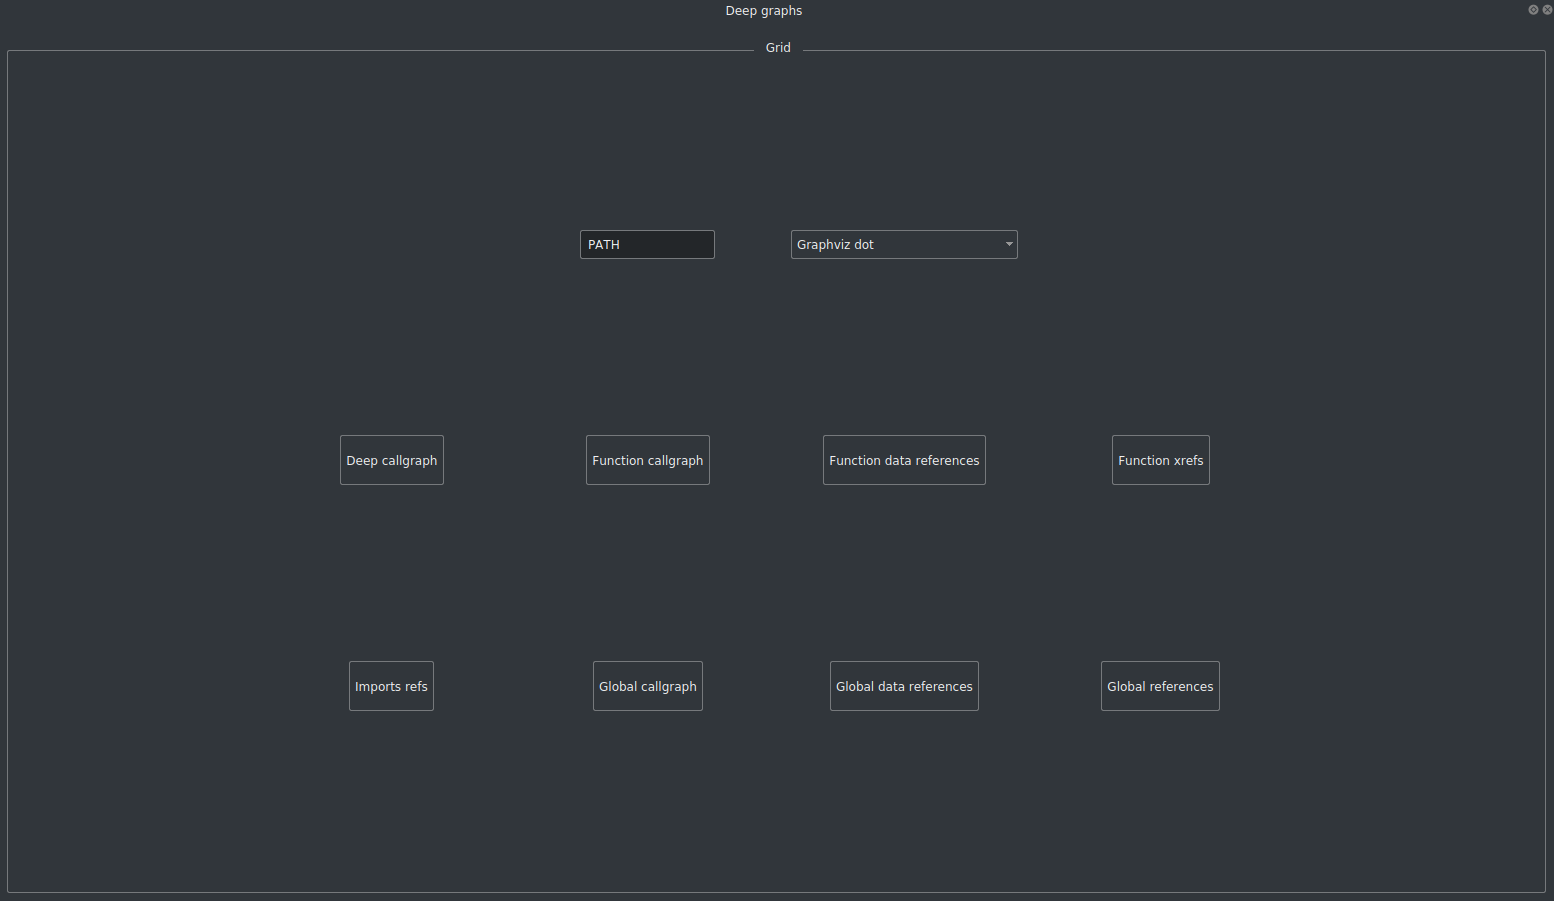 Deep graphs
Grid
PATH
Graphviz dot
Deep callgraph
Function callgraph
Function data references
Function xrefs
Imports refs
Global callgraph
Global data references
Global references